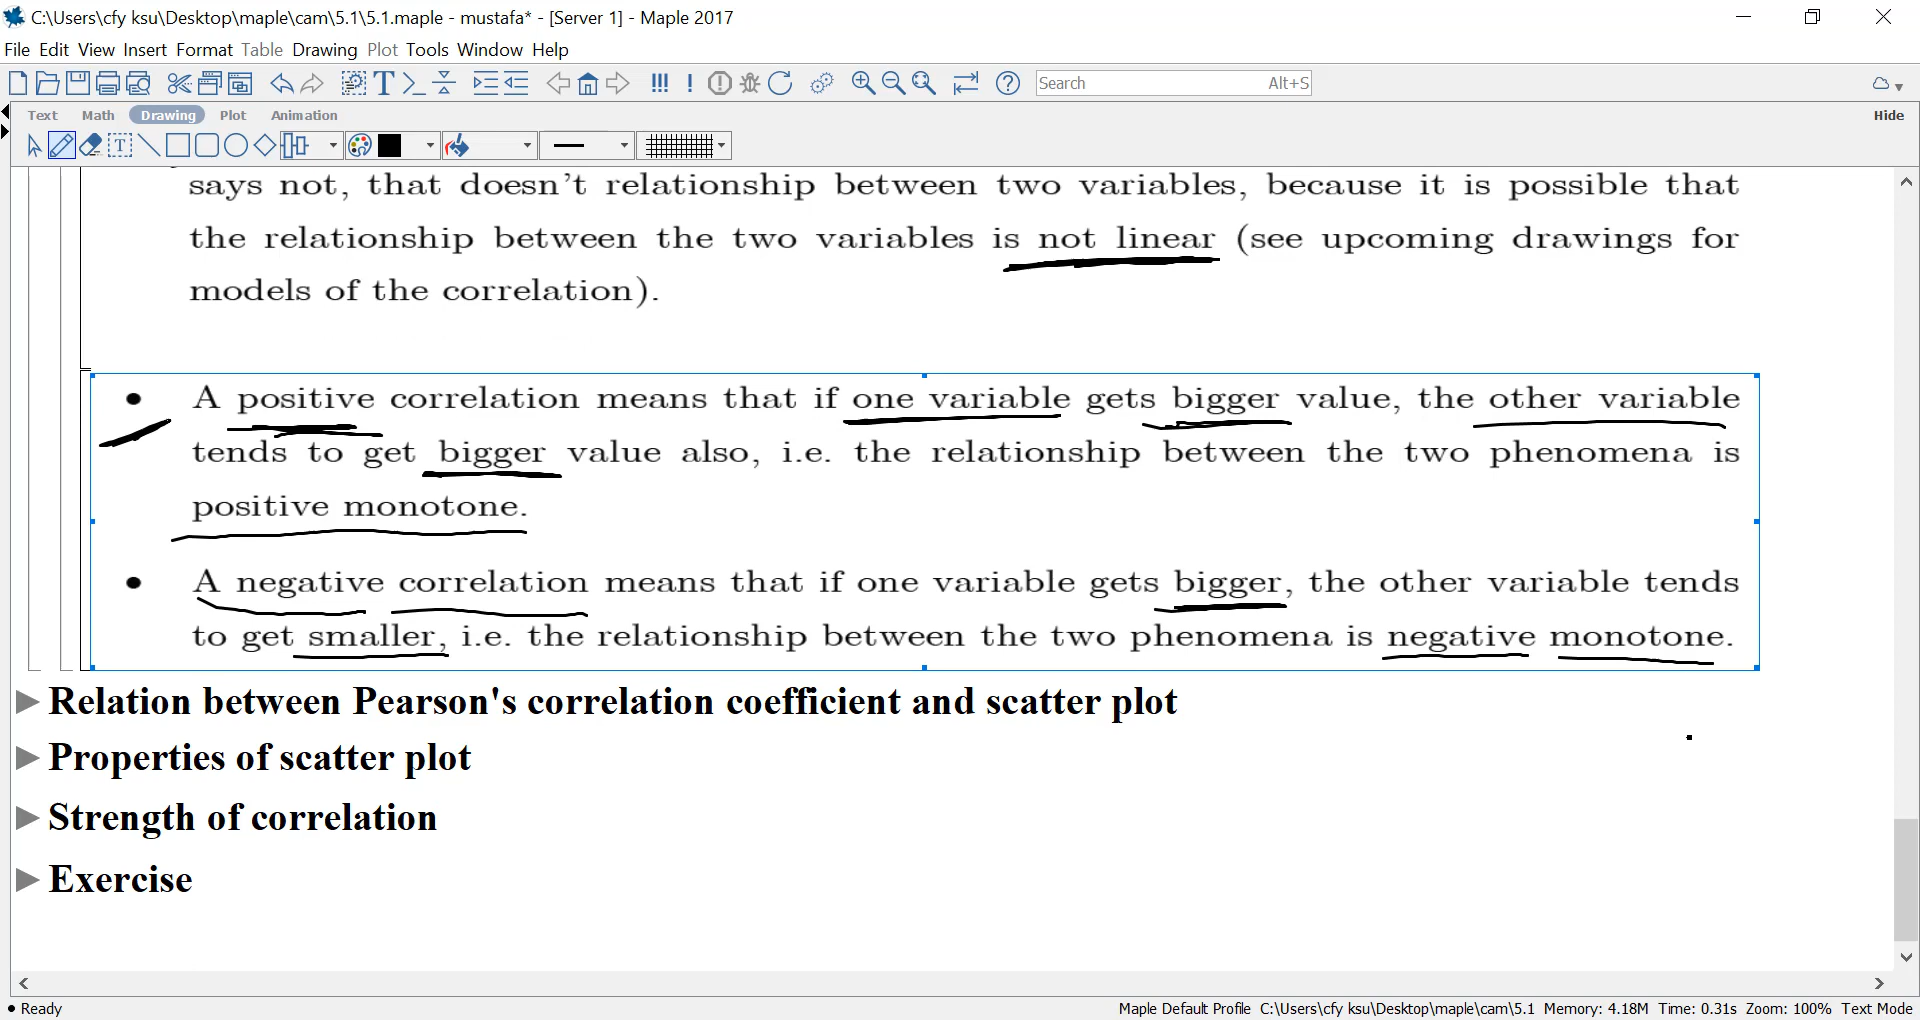 C:\Users\cfy ksu\Desktop\maple\cam\5.1\5.1.maple - mustafa* - [Server 1] - Maple 2017
File Edit View Insert Format Table Drawing Plot Tools Window Help
Search Alt+S
Text Math Drawing Plot Animation Hide
says not, that doesn't relationship between two variables, because it is possible that
the relationship between the two variables is not linear (see upcoming drawings for
models of the correlation).
• A positive correlation means that if one variable gets bigger value, the other variable
tends to get bigger value also, i.e. the relationship between the two phenomena is
positive monotone.
• A negative correlation means that if one variable gets bigger, the other variable tends
to get smaller, i.e. the relationship between the two phenomena is negative monotone.
Relation between Pearson's correlation coefficient and scatter plot
Properties of scatter plot
Strength of correlation
Exercise
Ready Maple Default Profile C:\Users\cfy ksu\Desktop\maple\cam\5.1 Memory: 4.18M Time: 0.31s Zoom: 100% Text Mode